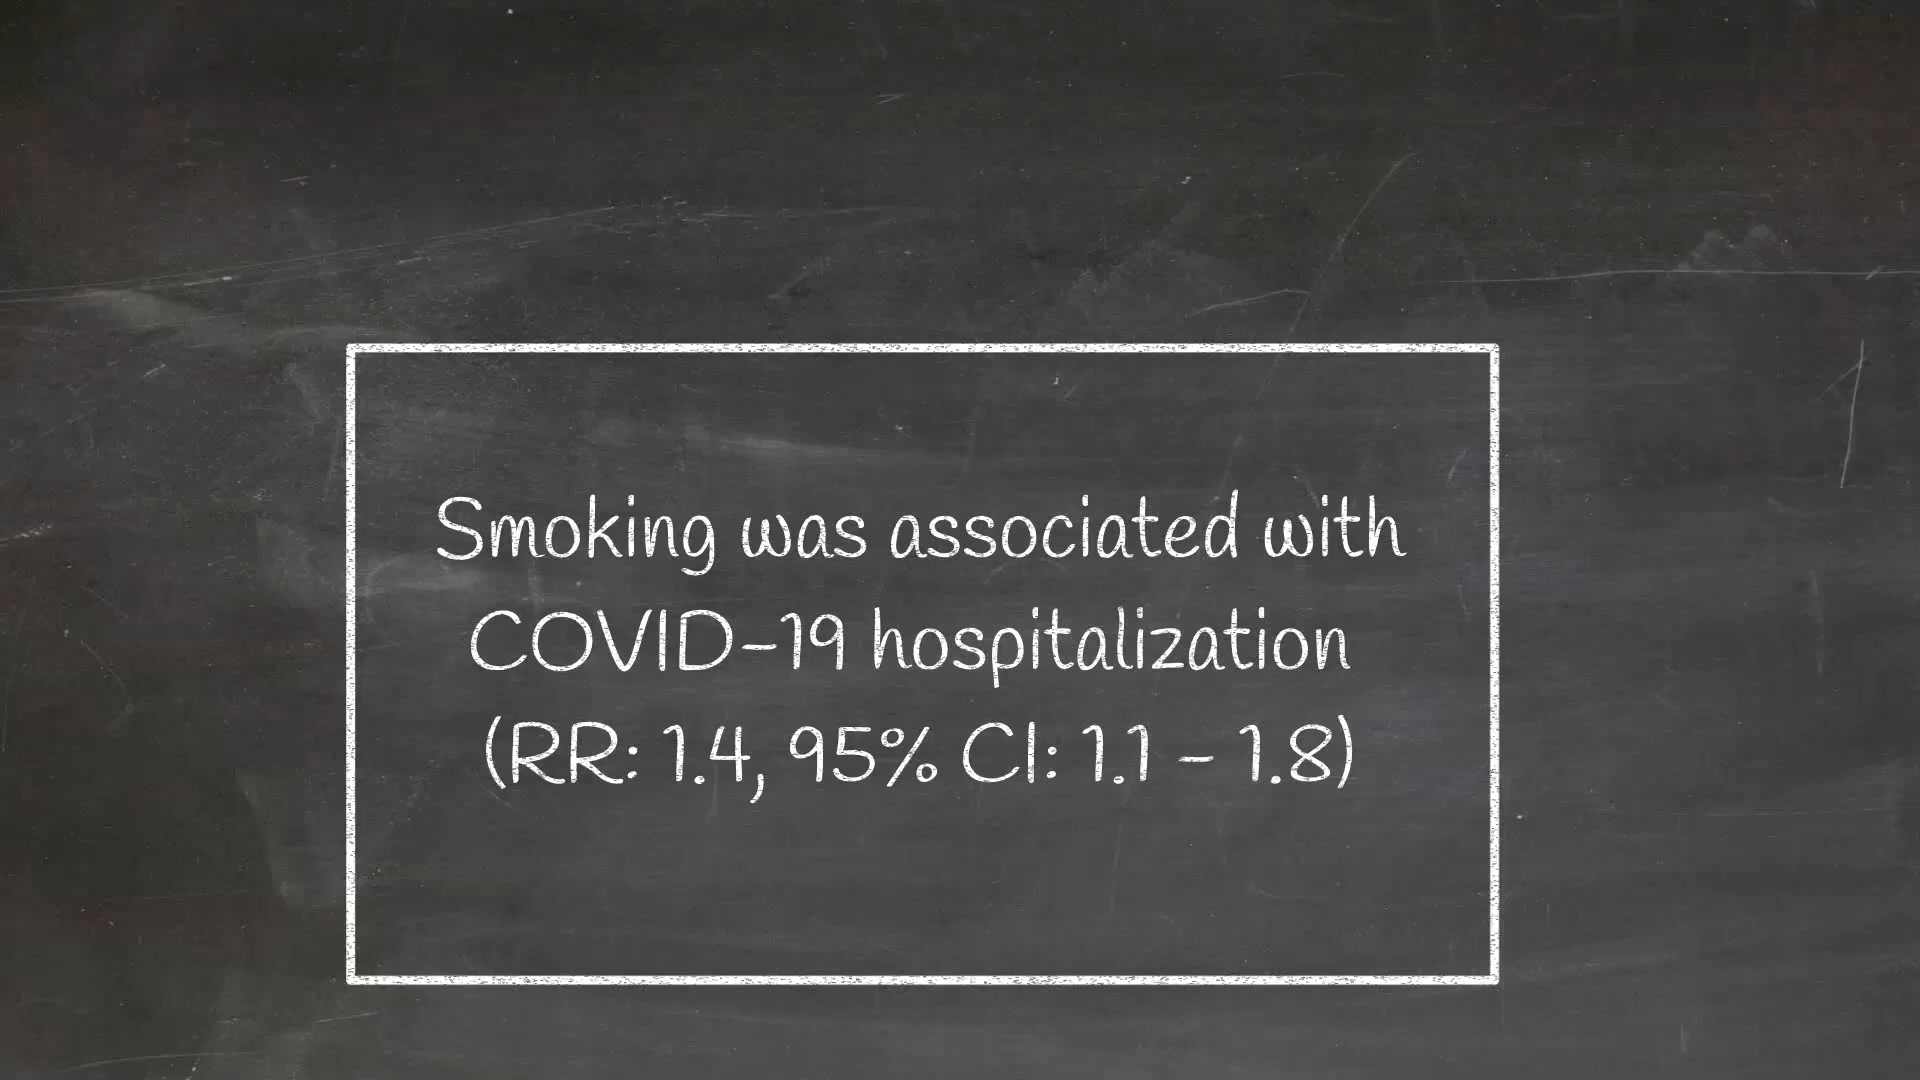 Smoking was associated with
COVID-19 hospitalization
(RR: 1.4, 95% CI: 1.1 - 1.8)